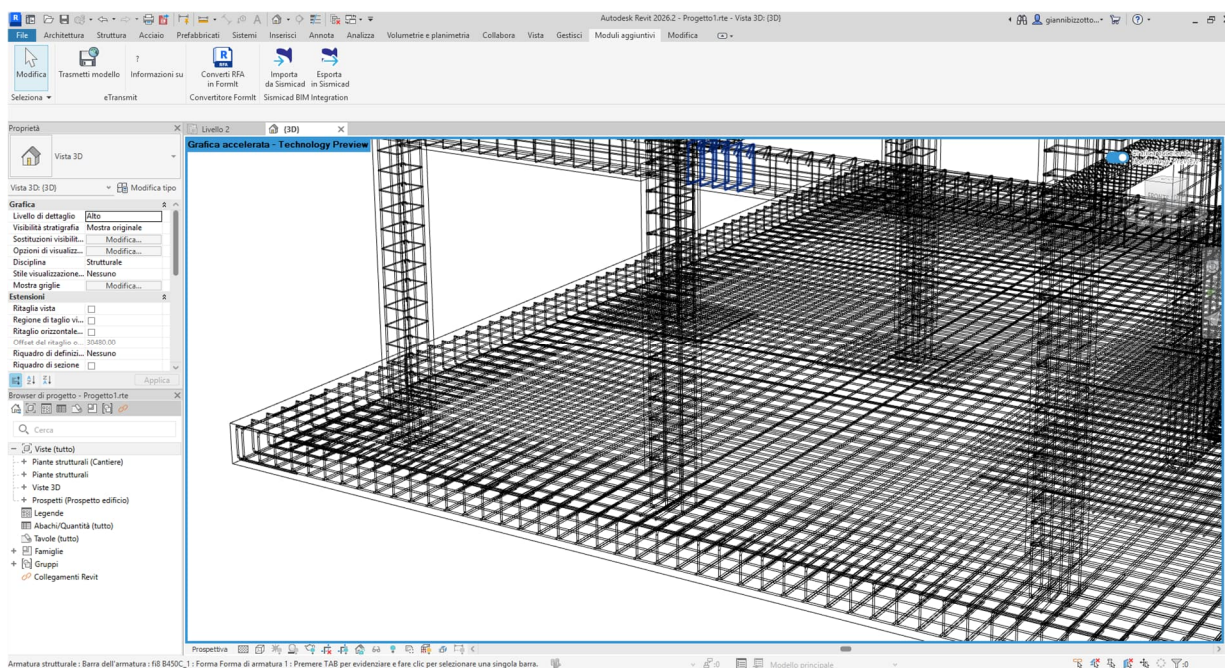 Autodesk Revit 2026.2 - Progetto1.rte - Vista 3D: {3D}
giannibizzotto...
File Architettura Struttura Acciaio Prefabbricati Sistemi Inserisci Annota Analizza Volumetrie e planimetria Collabora Vista Gestisci Moduli aggiuntivi Modifica
Modifica
Trasmetti modello
Informazioni su
Converti RFA
in FormIt
Importa
da Sismicad
Esporta
in Sismicad
Seleziona
eTransmit
Convertitore FormIt
Sismicad BIM Integration
Proprietà
Livello 2
{3D}
Grafica accelerata - Technology Preview
Vista 3D
Vista 3D: {3D}
Modifica tipo
Grafica
Livello di dettaglio Alto
Visibilità stratigrafia Mostra originale
Sostituzioni visibilit... Modifica...
Opzioni di visualizz... Modifica...
Disciplina Strutturale
Stile visualizzazione... Nessuno
Mostra griglie Modifica...
Estensioni
Ritaglia vista
Regione di taglio vi...
Ritaglio orizzontale...
Offset del ritaglio o... 30480.00
Riquadro di definizi... Nessuno
Riquadro di sezione
Applica
Browser di progetto - Progetto1.rte
Cerca
Viste (tutto)
Piante strutturali (Cantiere)
Piante strutturali
Viste 3D
Prospetti (Prospetto edificio)
Legende
Abachi/Quantità (tutto)
Tavole (tutto)
Famiglie
Gruppi
Collegamenti Revit
Prospettiva
Armatura strutturale : Barra dell'armatura : fi8 B450C_1 : Forma Forma di armatura 1 : Premere TAB per evidenziare e fare clic per selezionare una singola barra.
:0
Modello principale
:0